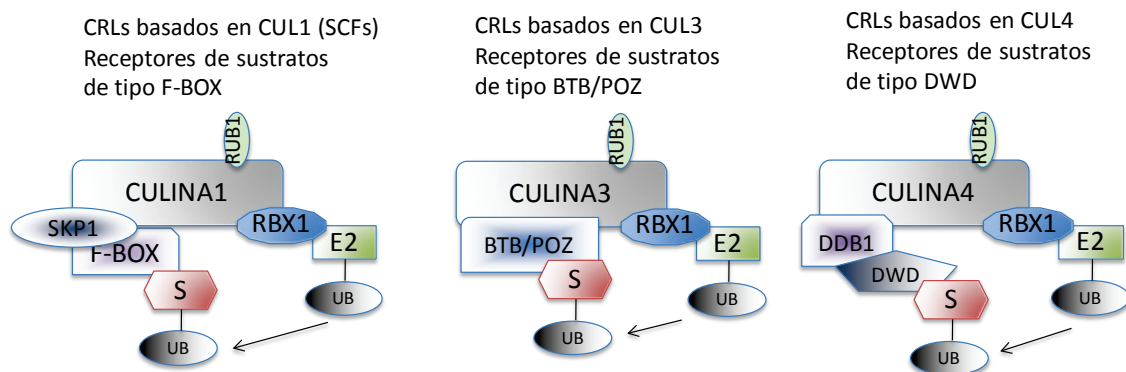 CRLs basados en CUL1 (SCFs)
Receptores de sustratos
de tipo F-BOX
RUB1
CULINA1
SKP1
F-BOX
RBX1
E2
S
UB
UB
CRLs basados en CUL3
Receptores de sustratos
de tipo BTB/POZ
RUB1
CULINA3
BTB/POZ
RBX1
E2
S
UB
UB
CRLs basados en CUL4
Receptores de sustratos
de tipo DWD
RUB1
CULINA4
DDB1
DWD
RBX1
E2
S
UB
UB